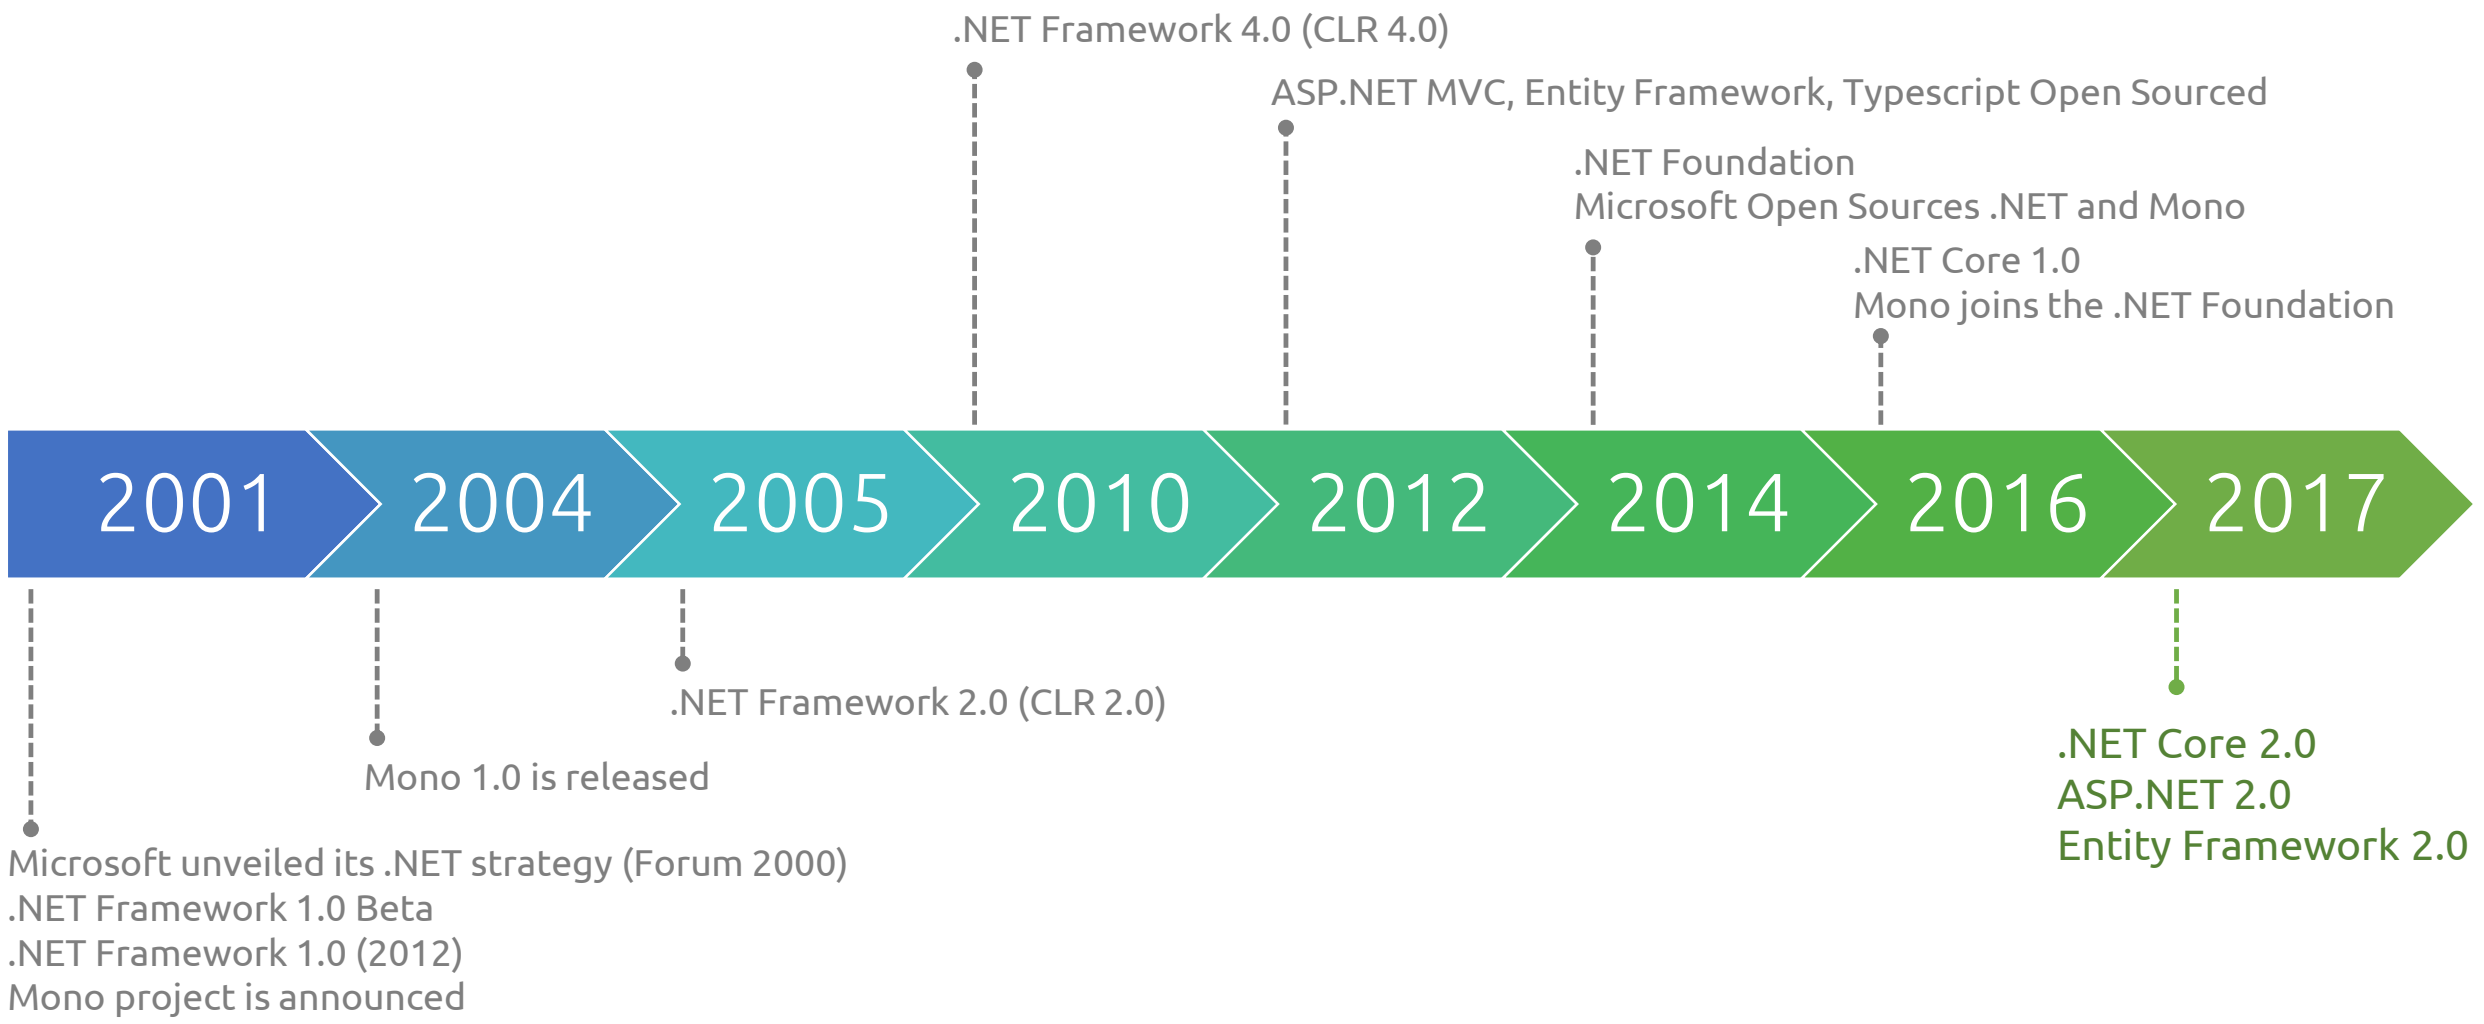 .NET Framework 4.0 (CLR 4.0)
ASP.NET MVC, Entity Framework, Typescript Open Sourced
.NET Foundation
Microsoft Open Sources .NET and Mono
.NET Core 1.0
Mono joins the .NET Foundation
2001
2004
2005
2010
2012
2014
2016
2017
.NET Framework 2.0 (CLR 2.0)
Mono 1.0 is released
Microsoft unveiled its .NET strategy (Forum 2000)
.NET Framework 1.0 Beta
.NET Framework 1.0 (2012)
Mono project is announced
.NET Core 2.0
ASP.NET 2.0
Entity Framework 2.0